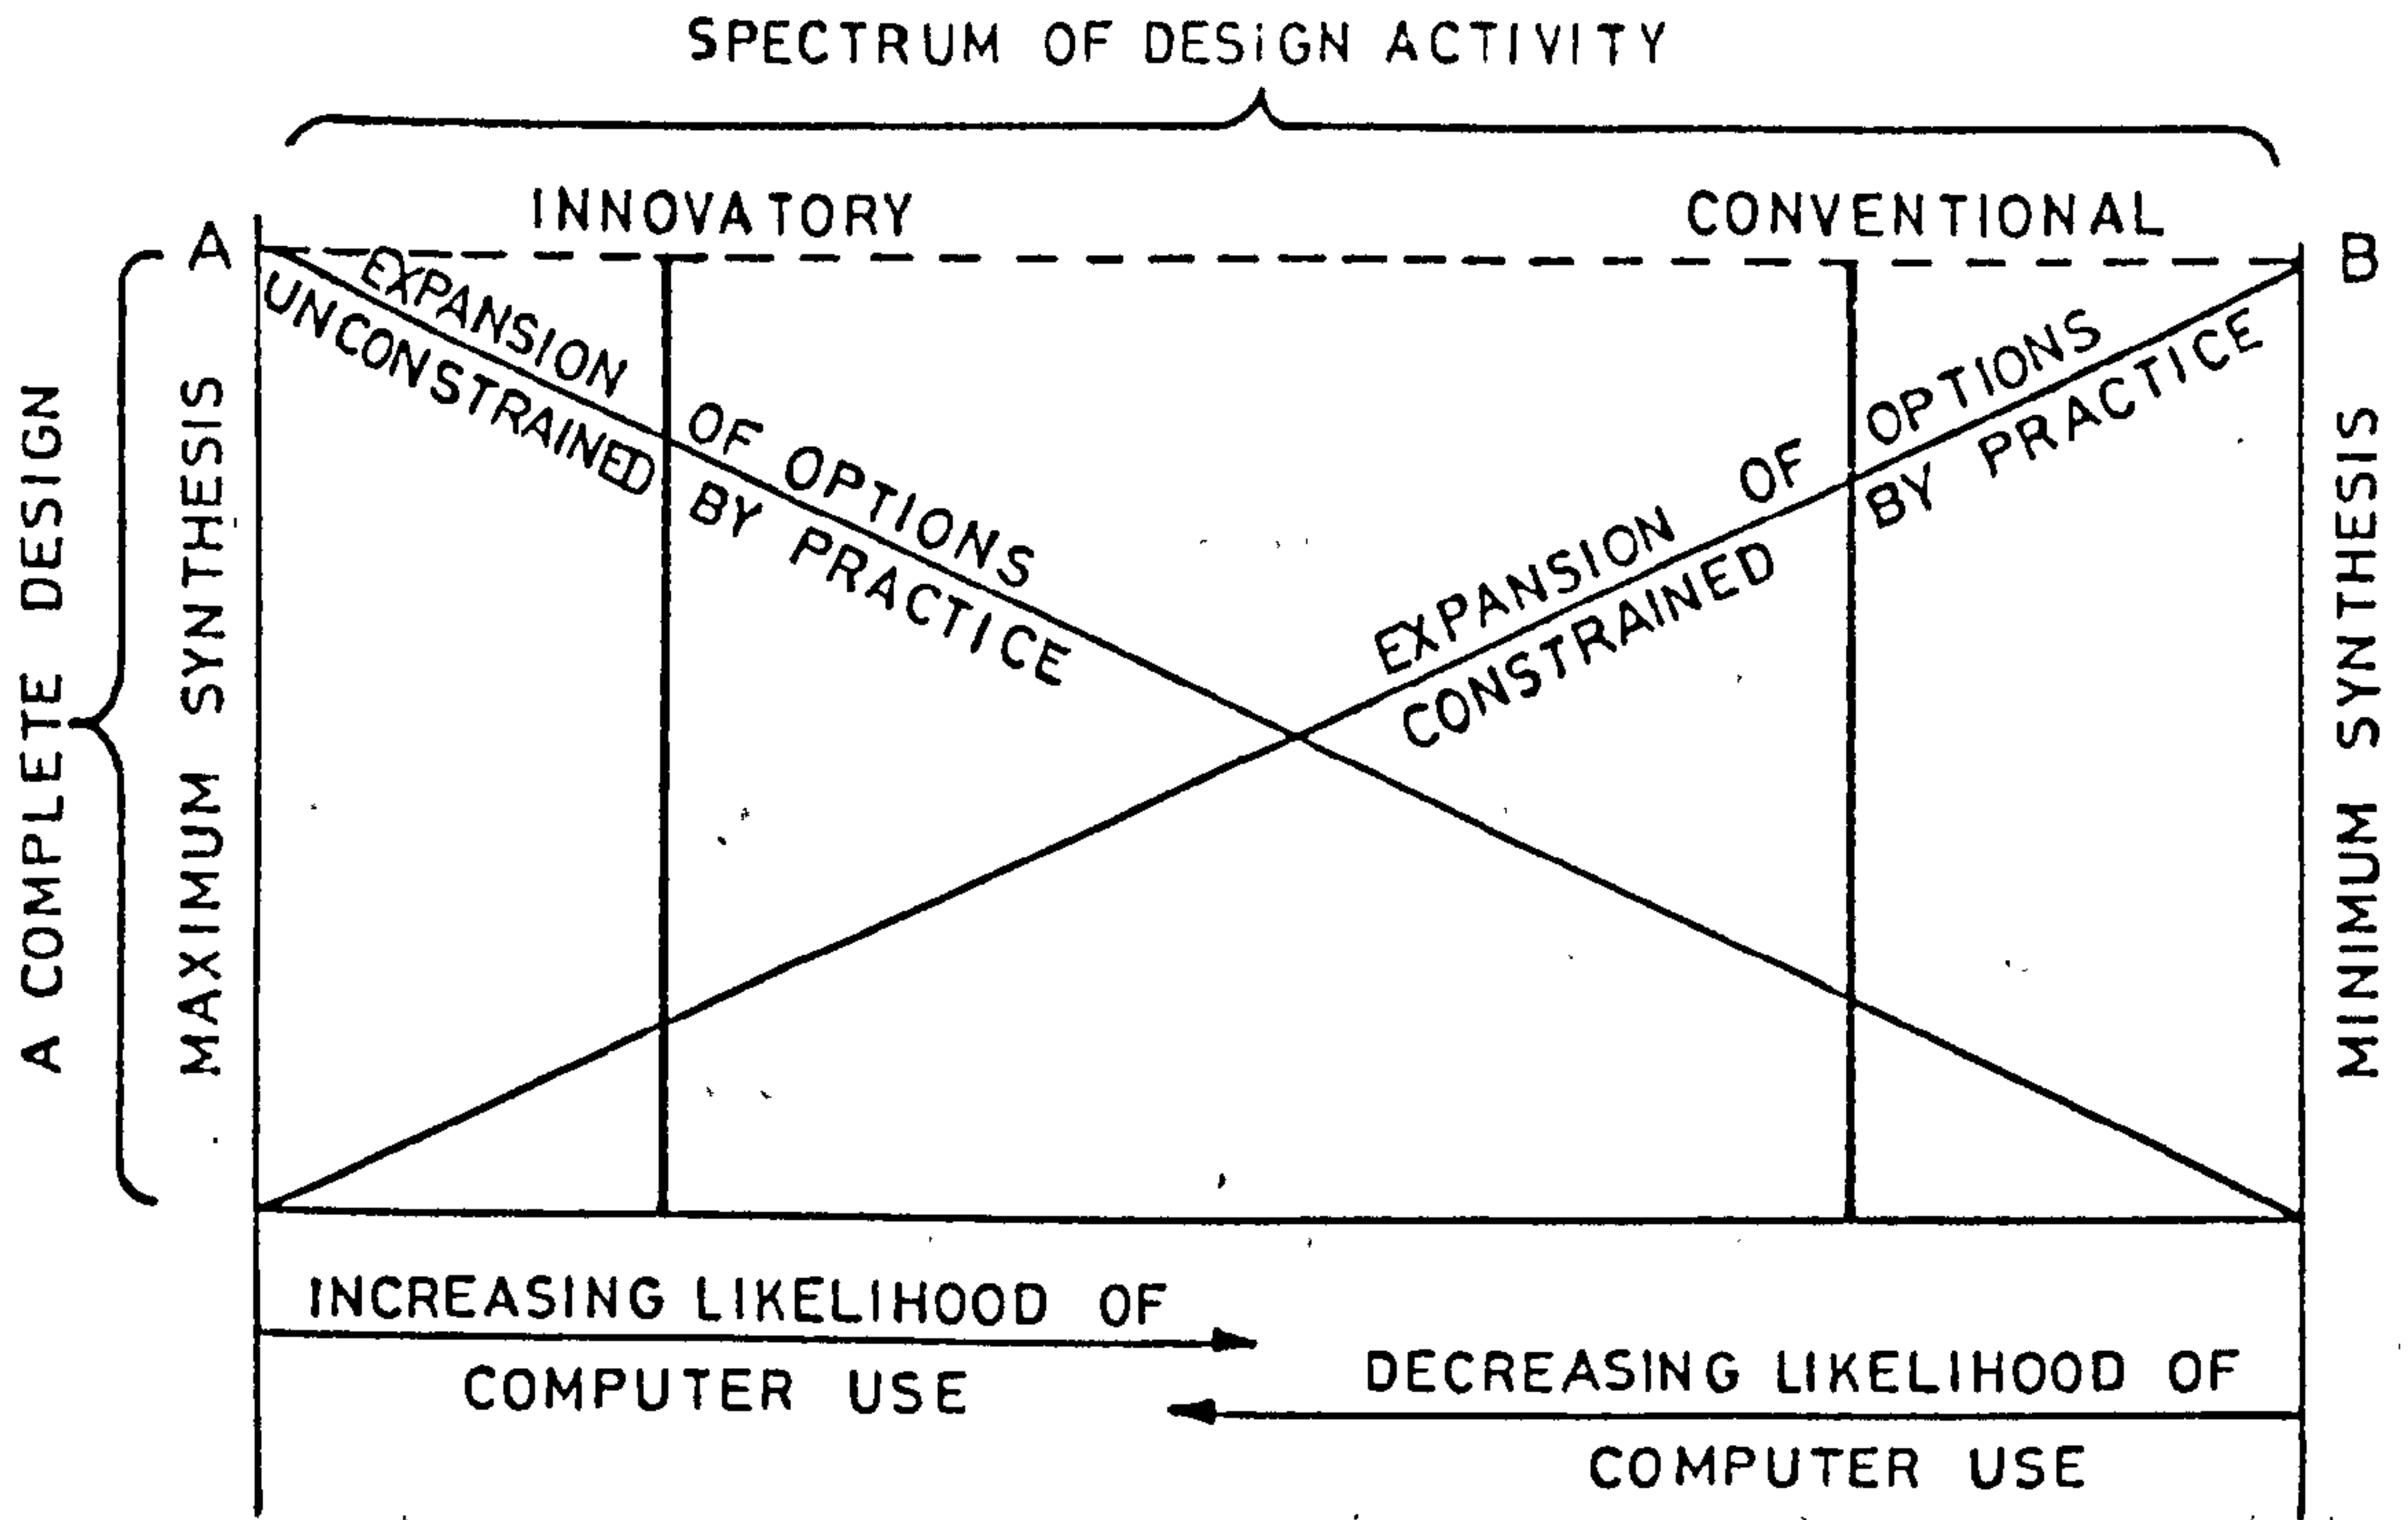 SPECTRUM OF DESIGN ACTIVITY
INNOVATORY
CONVENTIONAL
A
B
A COMPLETE DESIGN
MAXIMUM SYNTHESIS
EXPANSION OF OPTIONS
UNCONSTRAINED BY PRACTICE
EXPANSION OF OPTIONS
CONSTRAINED BY PRACTICE
MINIMUM SYNTHESIS
INCREASING LIKELIHOOD OF
COMPUTER USE
DECREASING LIKELIHOOD OF
COMPUTER USE